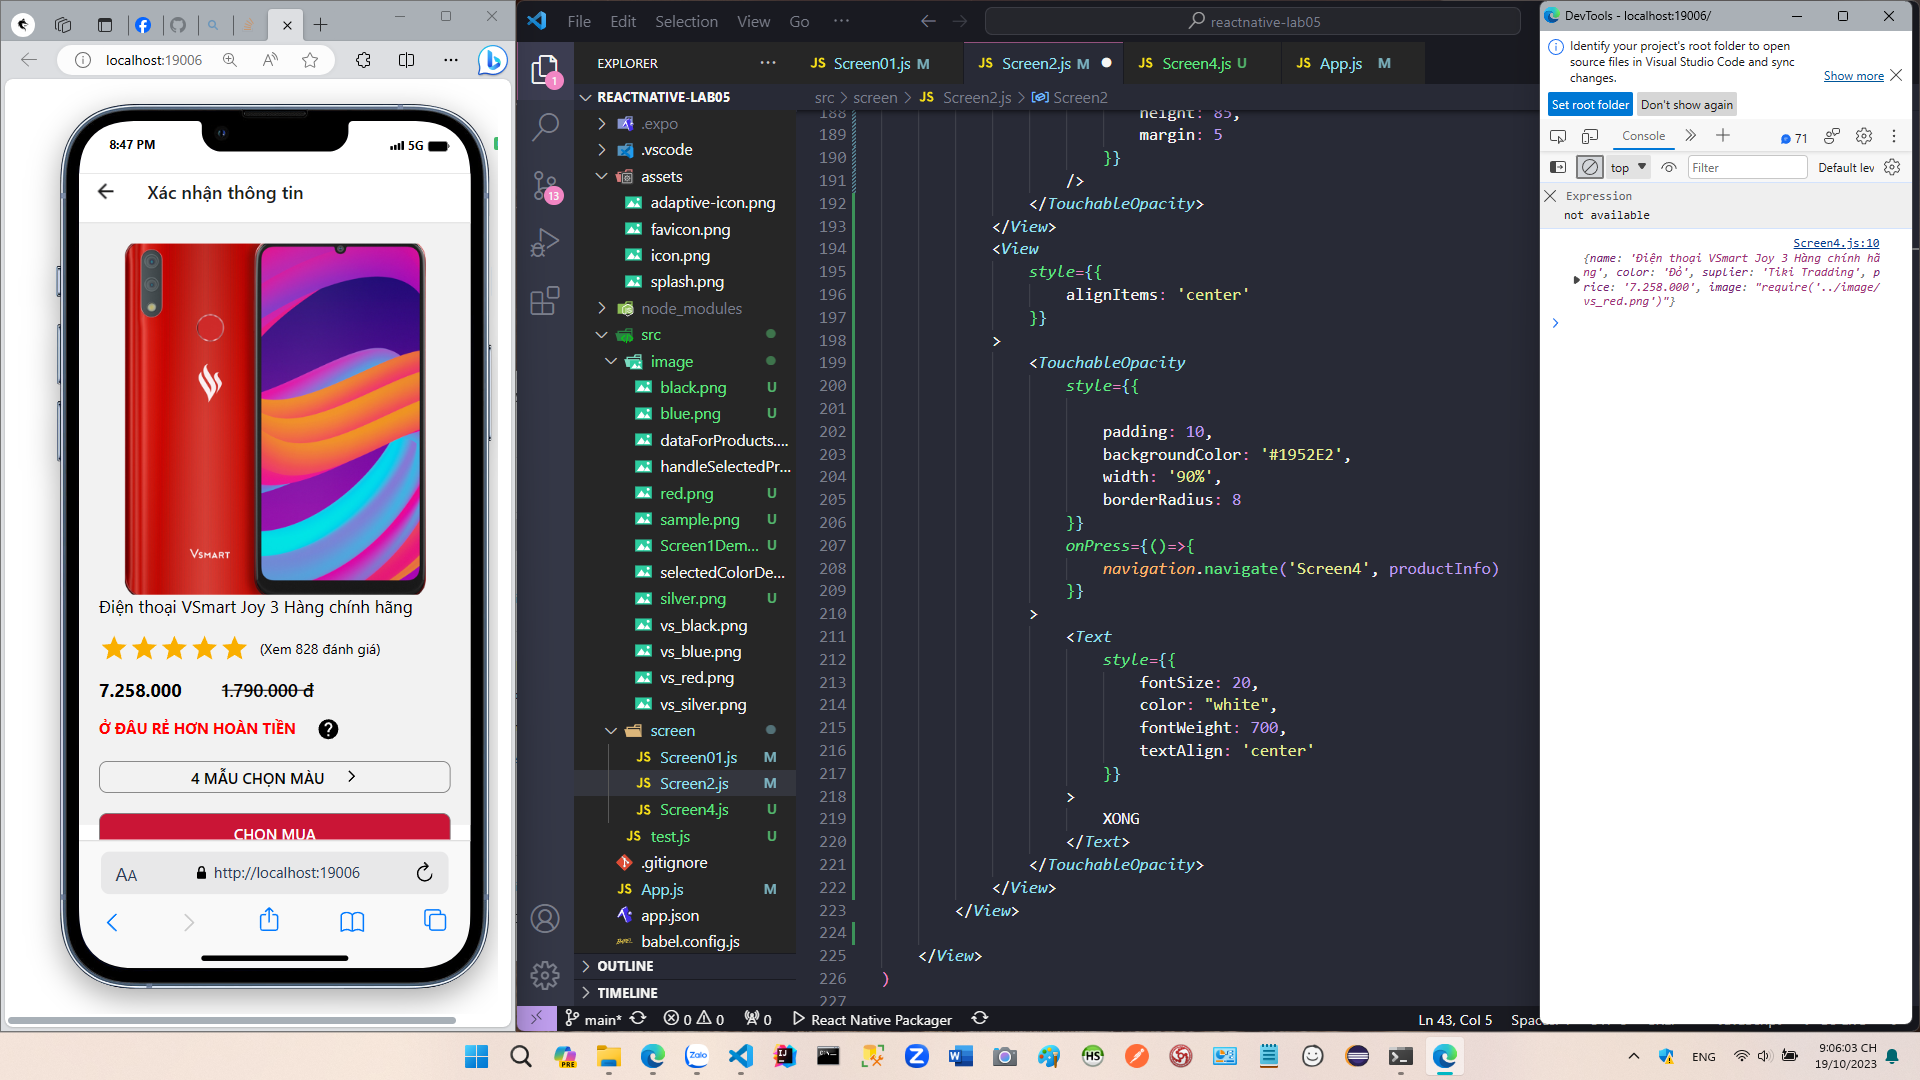 localhost:19006
8:47 PM
5G
Xác nhận thông tin
VSMART
Điện thoại VSmart Joy 3 Hàng chính hãng
(Xem 828 đánh giá)
7.258.000 1.790.000 đ
Ở ĐÂU RẺ HƠN HOÀN TIỀN ?
4 MẪU CHỌN MÀU
CHỌN MUA
AA http://localhost:19006
File Edit Selection View Go ···
reactnative-lab05
EXPLORER ···
1
13
REACTNATIVE-LAB05
.expo
.vscode
assets
adaptive-icon.png
favicon.png
icon.png
splash.png
node_modules
src
image
black.png U
blue.png U
dataForProducts....
handleSelectedPr...
red.png U
sample.png U
Screen1Dem... U
selectedColorDe...
silver.png U
vs_black.png
vs_blue.png
vs_red.png
vs_silver.png
screen
JS Screen01.js M
JS Screen2.js M
JS Screen4.js U
JS test.js U
.gitignore
JS App.js M
app.json
babel.config.js
OUTLINE
TIMELINE
JS Screen01.js M
JS Screen2.js M
JS Screen4.js U
JS App.js M
src > screen > JS Screen2.js > Screen2
188 height: 85,
189 margin: 5
190 }}
191 />
192 </TouchableOpacity>
193 </View>
194 <View
195 style={{
196 alignItems: 'center'
197 }}
198 >
199 <TouchableOpacity
200 style={{
201
202 padding: 10,
203 backgroundColor: '#1952E2',
204 width: '90%',
205 borderRadius: 8
206 }}
207 onPress={()=>{
208 navigation.navigate('Screen4', productInfo)
209 }}
210 >
211 <Text
212 style={{
213 fontSize: 20,
214 color: "white",
215 fontWeight: 700,
216 textAlign: 'center'
217 }}
218 >
219 XONG
220 </Text>
221 </TouchableOpacity>
222 </View>
223 </View>
224
225 </View>
226 )
227
main* 0 0 0 React Native Packager
Ln 43, Col 5
DevTools - localhost:19006/
Identify your project's root folder to open
source files in Visual Studio Code and sync
changes.
Show more
Set root folder Don't show again
Console 71
top Filter Default lev
Expression
not available
Screen4.js:10
{name: 'Điện thoại VSmart Joy 3 Hàng chính hã
ng', color: 'Đỏ', suplier: 'Tiki Tradding', p
rice: '7.258.000', image: "require('../image/
vs_red.png')"}
ENG
9:06:03 CH
19/10/2023